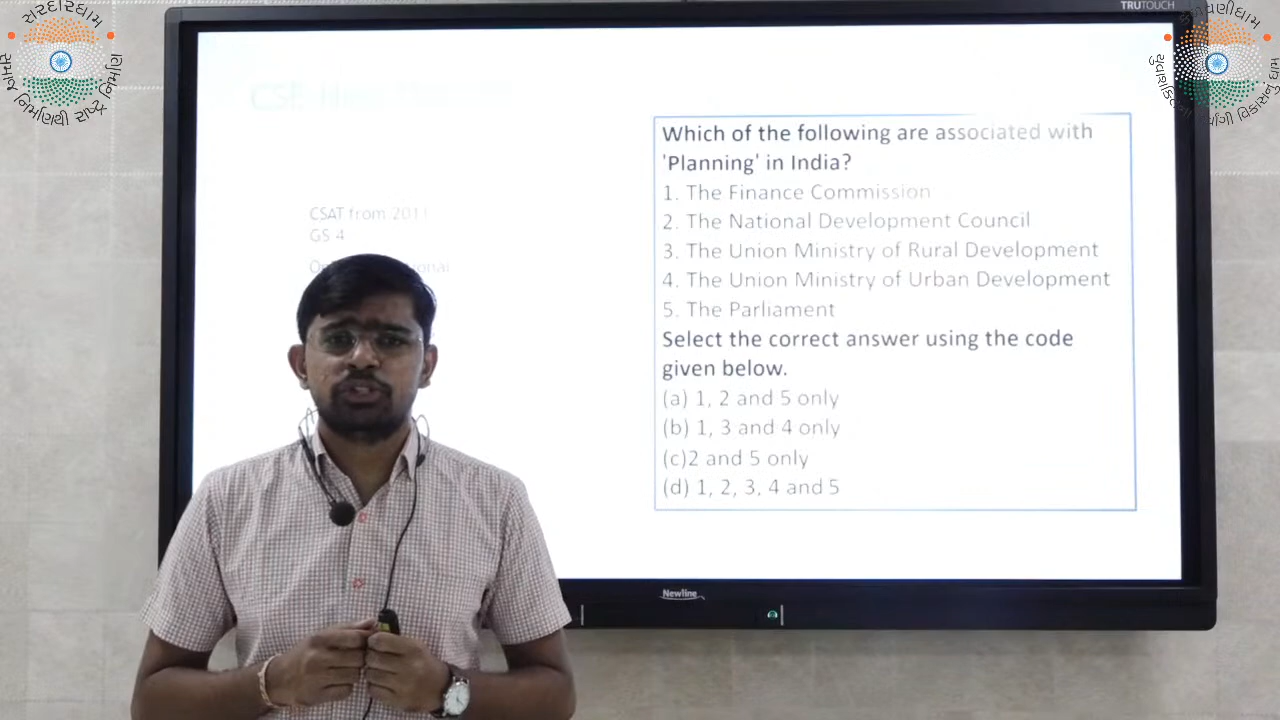 સરદારધામ
TRUTOUCH
CSE
CSAT from 2011
GS 4
Which of the following are associated with
'Planning' in India?
1. The Finance Commission
2. The National Development Council
3. The Union Ministry of Rural Development
4. The Union Ministry of Urban Development
5. The Parliament
Select the correct answer using the code
given below.
(a) 1, 2 and 5 only
(b) 1, 3 and 4 only
(c)2 and 5 only
(d) 1, 2, 3, 4 and 5
Newline